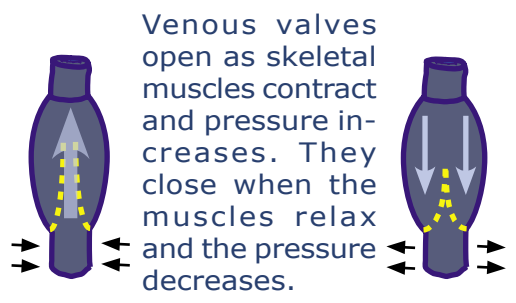 Venous valves
open as skeletal
muscles contract
and pressure in-
creases. They
close when the
muscles relax
and the pressure
decreases.